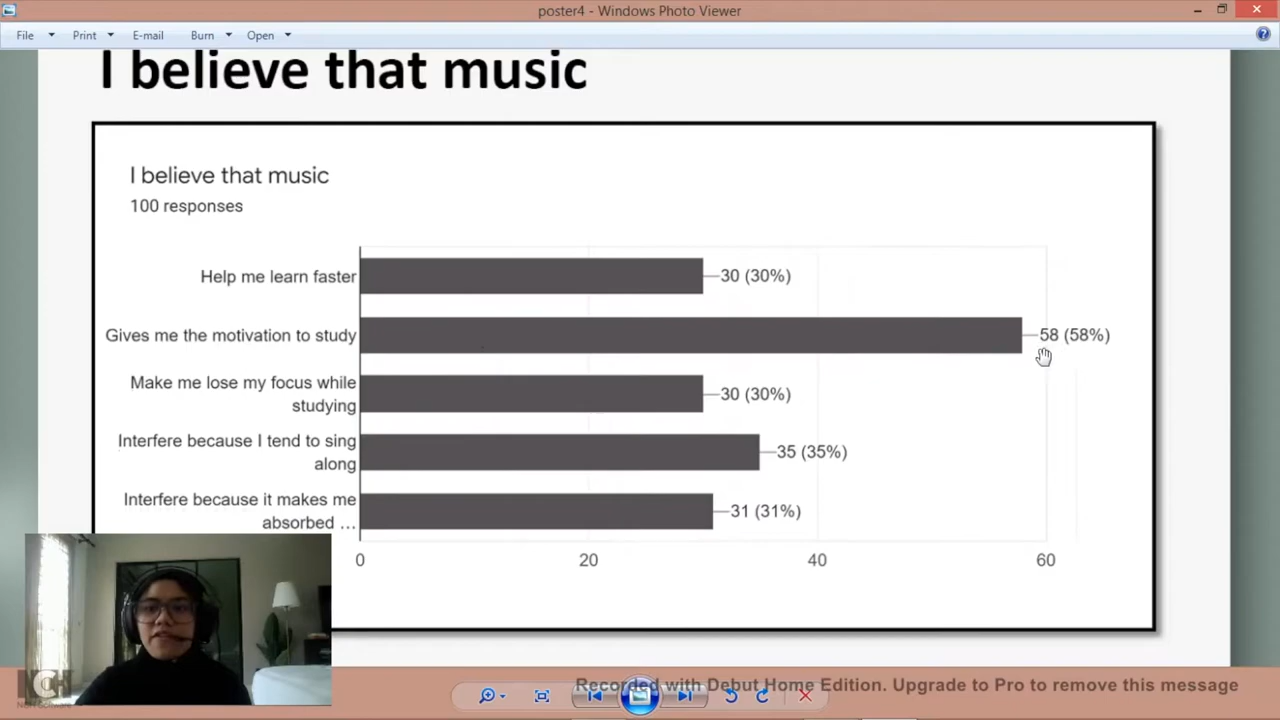 poster4 - Windows Photo Viewer
File Print E-mail Burn Open
I believe that music
I believe that music
100 responses
Help me learn faster
30 (30%)
Gives me the motivation to study
58 (58%)
Make me lose my focus while
studying
30 (30%)
Interfere because I tend to sing
along
35 (35%)
Interfere because it makes me
absorbed …
31 (31%)
0 20 40 60
NCH Software
Recorded with Debut Home Edition. Upgrade to Pro to remove this message